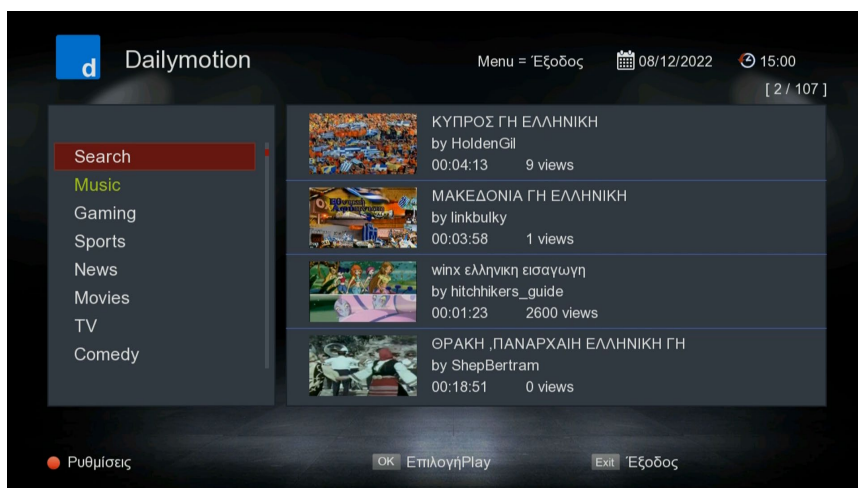 d Dailymotion
Menu = Έξοδος 08/12/2022 15:00
[ 2 / 107 ]
Search
Music
Gaming
Sports
News
Movies
TV
Comedy
ΚΥΠΡΟΣ ΓΗ ΕΛΛΗΝΙΚΗ
by HoldenGil
00:04:13 9 views
ΜΑΚΕΔΟΝΙΑ ΓΗ ΕΛΛΗΝΙΚΗ
by linkbulky
00:03:58 1 views
winx ελληνικη εισαγωγη
by hitchhikers_guide
00:01:23 2600 views
ΘΡΑΚΗ ,ΠΑΝΑΡΧΑΙΗ ΕΛΛΗΝΙΚΗ ΓΗ
by ShepBertram
00:18:51 0 views
Ρυθμίσεις
OK ΕπιλογήPlay
Exit Έξοδος